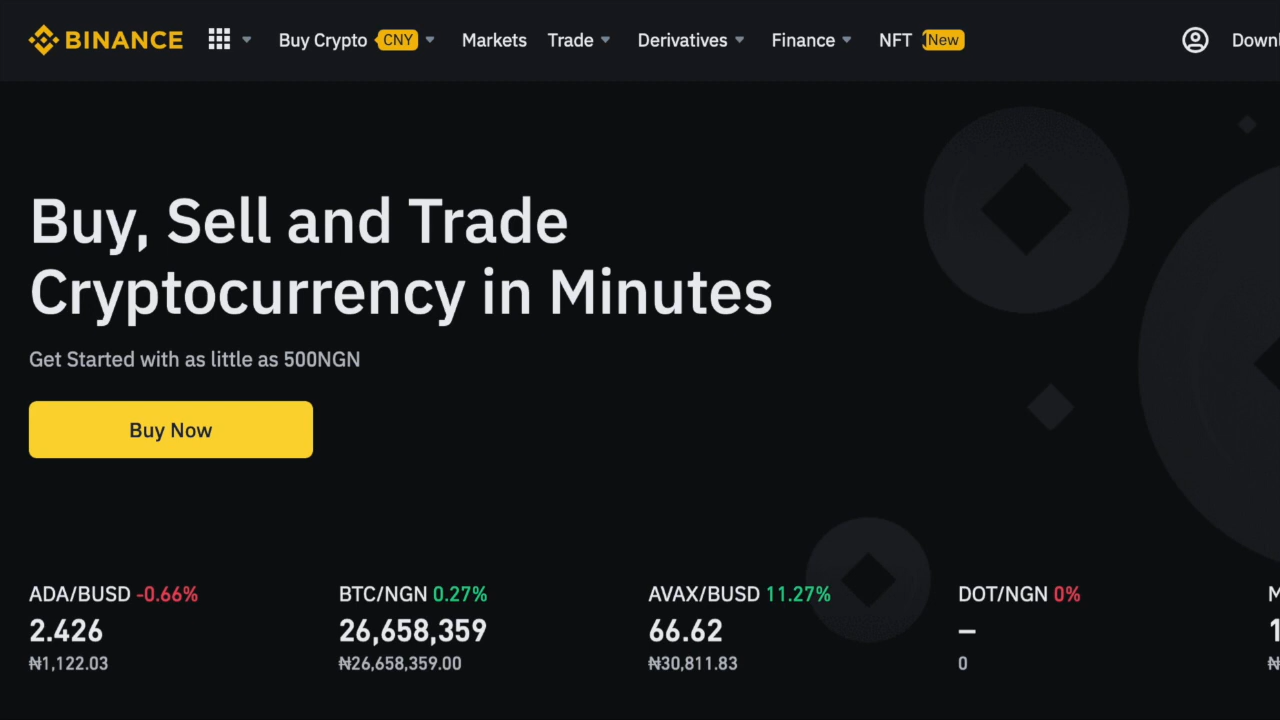 BINANCE Buy Crypto CNY Markets Trade Derivatives Finance NFT New
Buy, Sell and Trade
Cryptocurrency in Minutes
Get Started with as little as 500NGN
Buy Now
ADA/BUSD -0.66% BTC/NGN 0.27% AVAX/BUSD 11.27% DOT/NGN 0%
2.426 26,658,359 66.62 –
₦1,122.03 ₦26,658,359.00 ₦30,811.83 0